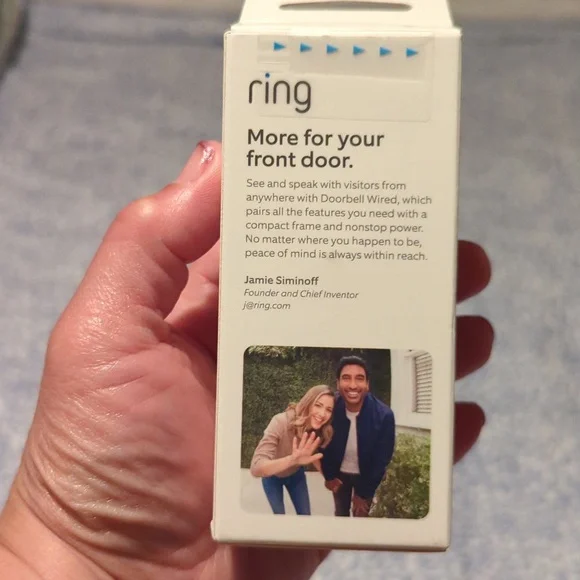 ring
More for your
front door.
See and speak with visitors from
anywhere with Doorbell Wired, which
pairs all the features you need with a
compact frame and nonstop power.
No matter where you happen to be,
peace of mind is always within reach.
Jamie Siminoff
Founder and Chief Inventor
j@ring.com